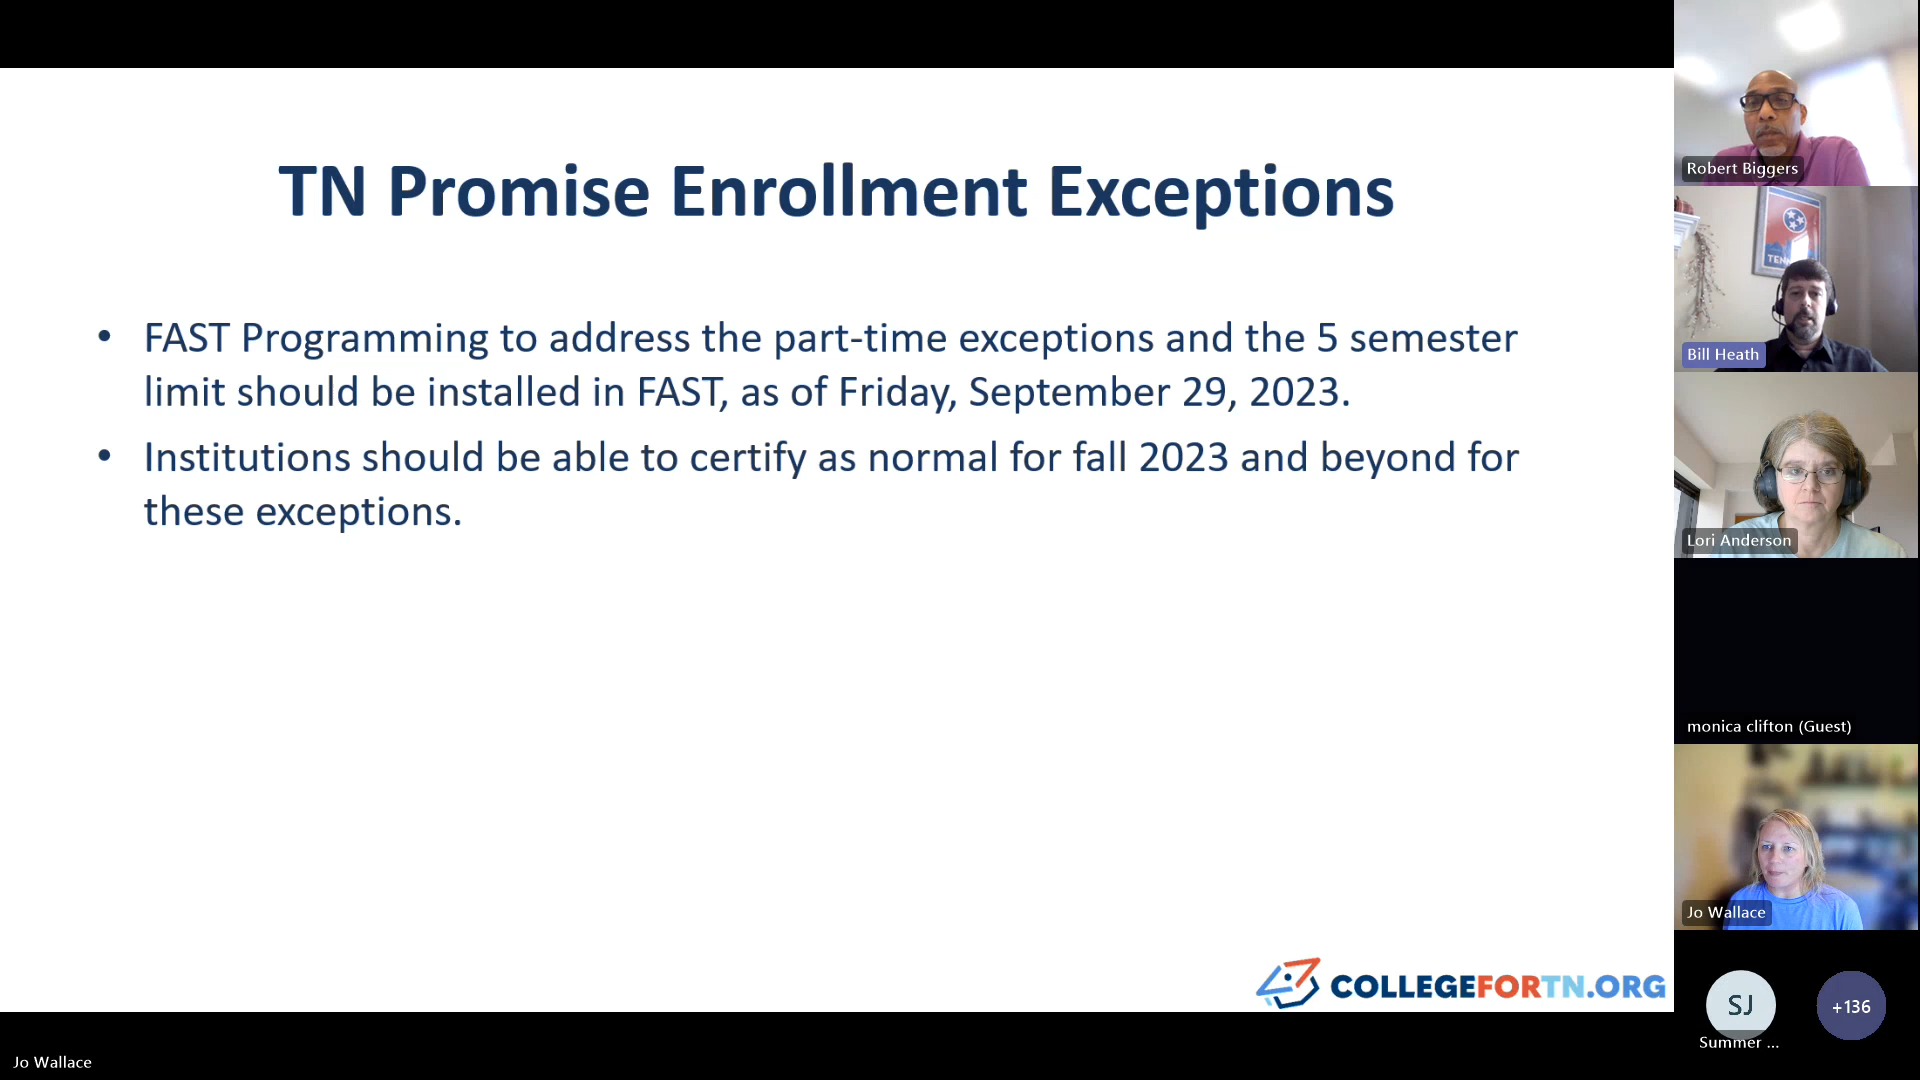 TN Promise Enrollment Exceptions
• FAST Programming to address the part-time exceptions and the 5 semester
limit should be installed in FAST, as of Friday, September 29, 2023.
• Institutions should be able to certify as normal for fall 2023 and beyond for
these exceptions.
COLLEGEFORTN.ORG
Jo Wallace
Robert Biggers
TENN
Bill Heath
Lori Anderson
monica clifton (Guest)
Jo Wallace
SJ
+136
Summer ...